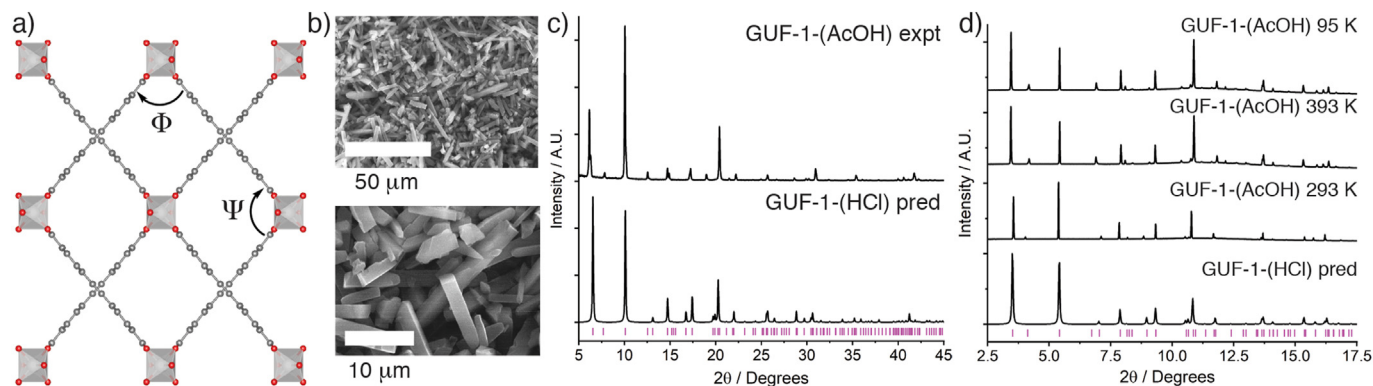 a)
Φ
Ψ
b)
50 μm
10 μm
c)
GUF-1-(AcOH) expt
GUF-1-(HCl) pred
Intensity / A.U.
5 10 15 20 25 30 35 40 45
2θ / Degrees
d)
GUF-1-(AcOH) 95 K
GUF-1-(AcOH) 393 K
GUF-1-(AcOH) 293 K
GUF-1-(HCl) pred
Intensity / A.U.
2.5 5.0 7.5 10.0 12.5 15.0 17.5
2θ / Degrees